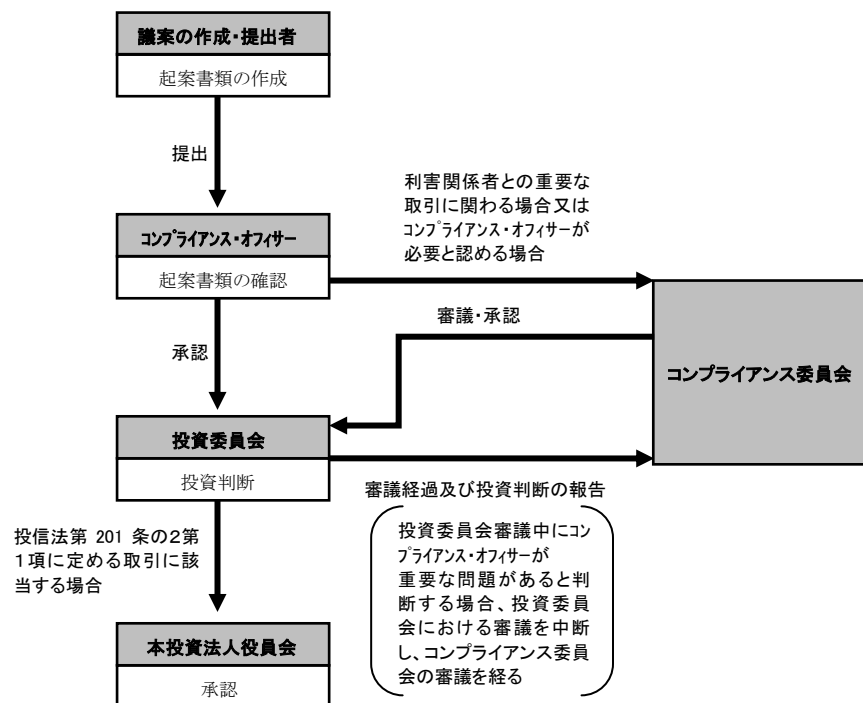 議案の作成・提出者
起案書類の作成
提出
利害関係者との重要な
取引に関わる場合又は
コンプライアンス・オフィサーが
必要と認める場合
コンプライアンス・オフィサー
起案書類の確認
審議・承認
承認
コンプライアンス委員会
投資委員会
投資判断
審議経過及び投資判断の報告
投信法第 201 条の2第
1項に定める取引に該
当する場合
投資委員会審議中にコン
プライアンス・オフィサーが
重要な問題があると判
断する場合、投資委員
会における審議を中断
し、コンプライアンス委員
会の審議を経る
本投資法人役員会
承認